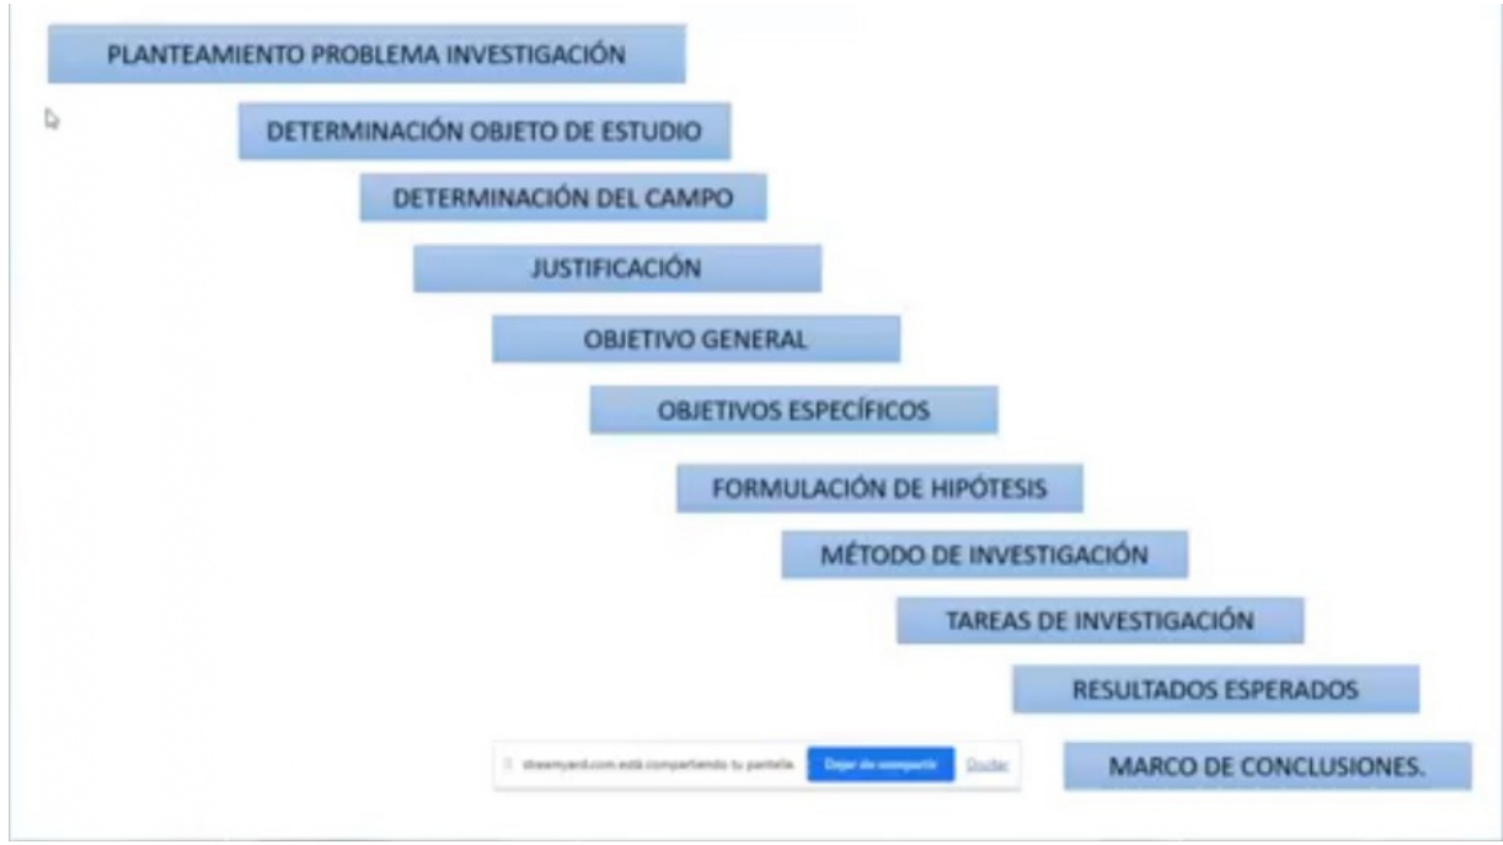 PLANTEAMIENTO PROBLEMA INVESTIGACIÓN
DETERMINACIÓN OBJETO DE ESTUDIO
DETERMINACIÓN DEL CAMPO
JUSTIFICACIÓN
OBJETIVO GENERAL
OBJETIVOS ESPECÍFICOS
FORMULACIÓN DE HIPÓTESIS
MÉTODO DE INVESTIGACIÓN
TAREAS DE INVESTIGACIÓN
RESULTADOS ESPERADOS
streamyard.com está compartiendo tu pantalla. Dejar de compartir Ocultar
MARCO DE CONCLUSIONES.